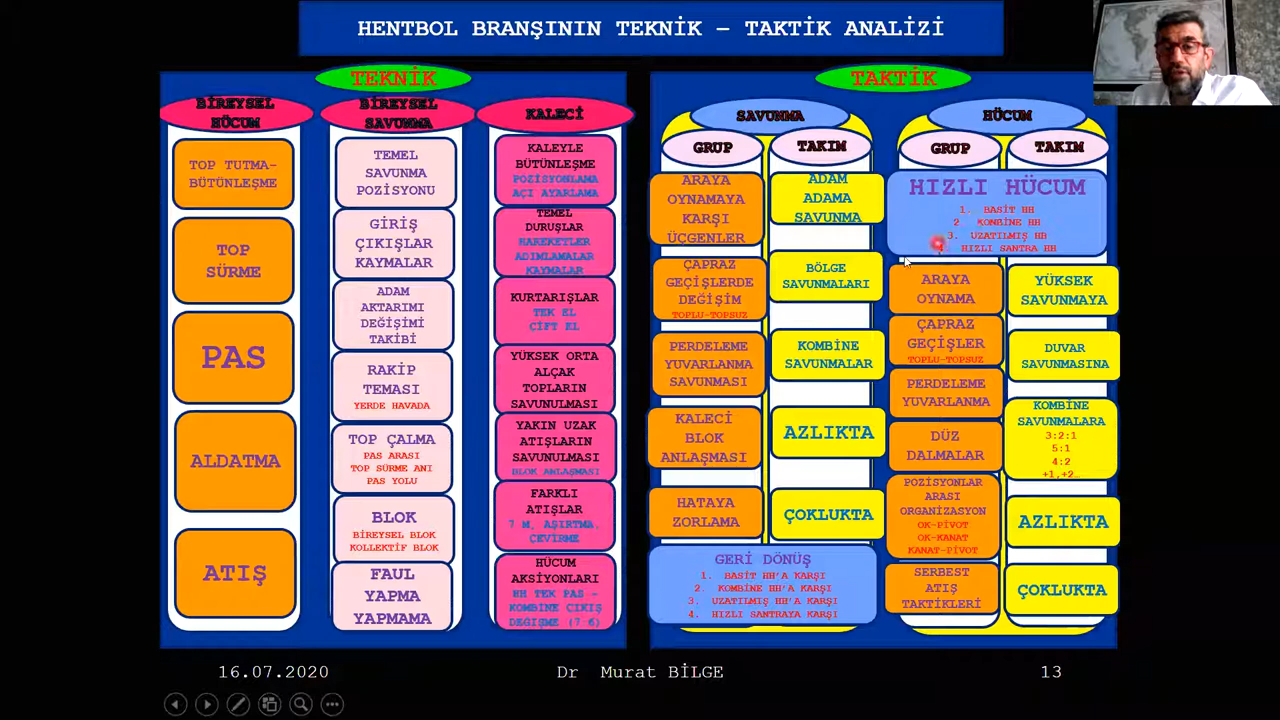 HENTBOL BRANŞININ TEKNİK – TAKTİK ANALİZİ
TEKNİK
BİREYSEL
HÜCUM
TOP TUTMA-
BÜTÜNLEŞME
TOP
SÜRME
PAS
ALDATMA
ATIŞ
BİREYSEL
SAVUNMA
TEMEL
SAVUNMA
POZİSYONU
GİRİŞ
ÇIKIŞLAR
KAYMALAR
ADAM
AKTARIMI
DEĞİŞİMİ
TAKİBİ
RAKİP
TEMASI
YERDE HAVADA
TOP ÇALMA
PAS ARASI
TOP SÜRME ANI
PAS YOLU
BLOK
BİREYSEL BLOK
KOLLEKTİF BLOK
FAUL
YAPMA
YAPMAMA
KALECİ
KALEYLE
BÜTÜNLEŞME
POZİSYONLAMA
AÇI AYARLAMA
TEMEL
DURUŞLAR
HAREKETLER
ADIMLAMALAR
KAYMALAR
KURTARIŞLAR
TEK EL
ÇİFT EL
YÜKSEK ORTA
ALÇAK
TOPLARIN
SAVUNULMASI
YAKIN UZAK
ATIŞLARIN
SAVUNULMASI
BLOK ANLAŞMASI
FARKLI
ATIŞLAR
7 M, AŞIRTMA,
ÇEVİRME
HÜCUM
AKSİYONLARI
HH TEK PAS –
KOMBİNE ÇIKIŞ
DEĞİŞME (7-6)
TAKTİK
SAVUNMA
GRUP
ARAYA
OYNAMAYA
KARŞI
ÜÇGENLER
ÇAPRAZ
GEÇİŞLERDE
DEĞİŞİM
TOPLU-TOPSUZ
PERDELEME
YUVARLANMA
SAVUNMASI
KALECİ
BLOK
ANLAŞMASI
HATAYA
ZORLAMA
TAKIM
ADAM
ADAMA
SAVUNMA
BÖLGE
SAVUNMALARI
KOMBİNE
SAVUNMALAR
AZLIKTA
ÇOKLUKTA
GERİ DÖNÜŞ
1. BASİT HH'A KARŞI
2. KOMBİNE HH'A KARŞI
3. UZATILMIŞ HH'A KARŞI
4. HIZLI SANTRAYA KARŞI
HÜCUM
GRUP
TAKIM
HIZLI HÜCUM
1. BASİT HH
2 KOMBİNE HH
3. UZATILMIŞ HH
HIZLI SANTRA HH
ARAYA
OYNAMA
ÇAPRAZ
GEÇİŞLER
TOPLU-TOPSUZ
PERDELEME
YUVARLANMA
DÜZ
DALMALAR
POZİSYONLAR
ARASI
ORGANİZASYON
OK-PİVOT
OK-KANAT
KANAT-PİVOT
SERBEST
ATIŞ
TAKTİKLERİ
YÜKSEK
SAVUNMAYA
DUVAR
SAVUNMASINA
KOMBİNE
SAVUNMALARA
3:2:1
5:1
4:2
+1,+2…
AZLIKTA
ÇOKLUKTA
16.07.2020
Dr Murat BİLGE
13